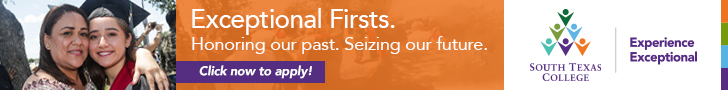 Exceptional Firsts.
Honoring our past. Seizing our future.
Click now to apply!
SOUTH TEXAS
COLLEGE
Experience
Exceptional